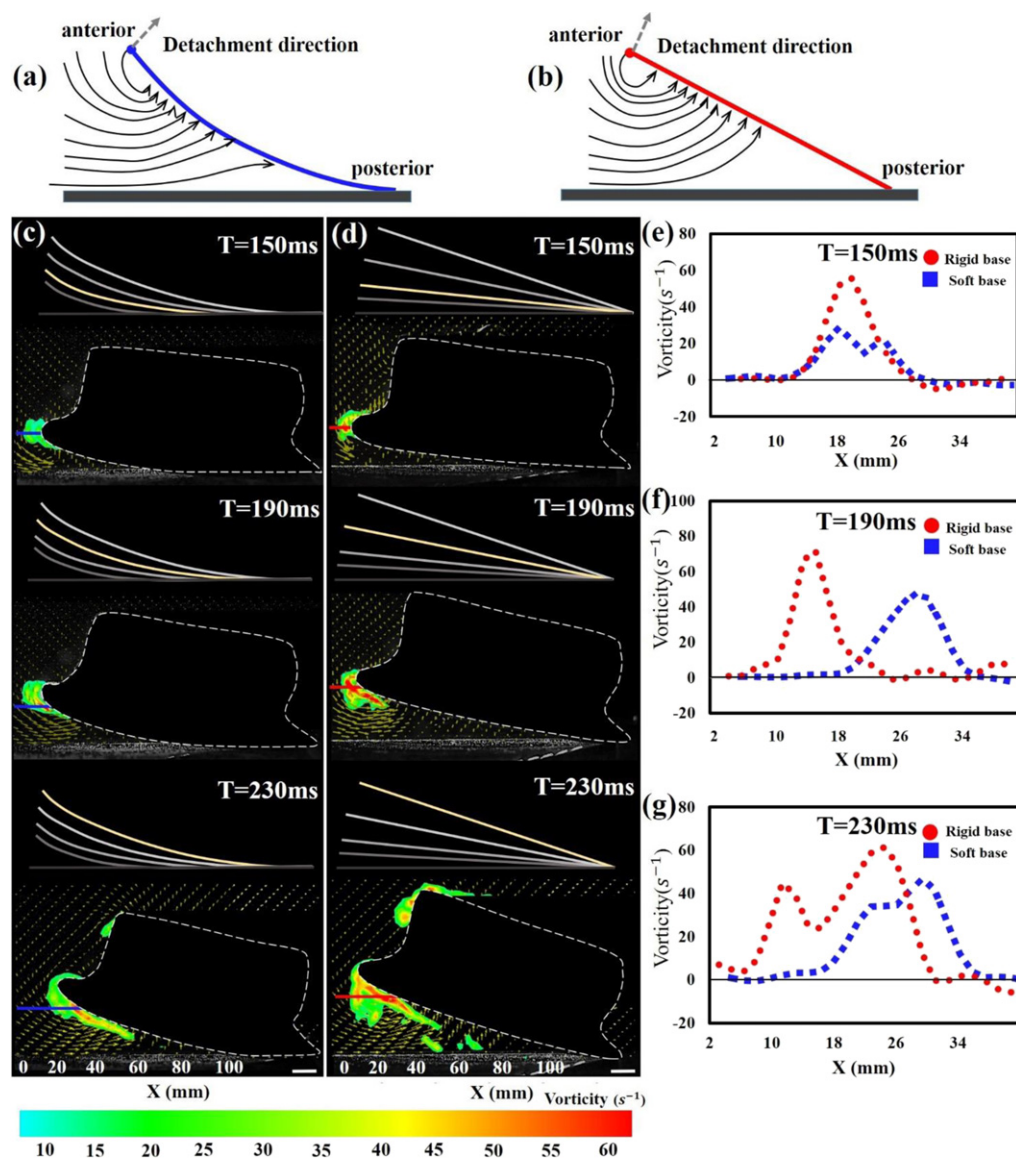 anterior
Detachment direction
(a)
posterior
anterior
Detachment direction
(b)
posterior
(c)
T=150ms
(d)
T=150ms
T=190ms
T=190ms
T=230ms
T=230ms
0 20 40 60 80 100
X (mm)
0 20 40 60 80 100
X (mm)
(e)
T=150ms
Rigid base
Soft base
Vorticity(s⁻¹)
80
60
40
20
0
-20
2 10 18 26 34
X (mm)
(f)
T=190ms
Rigid base
Soft base
Vorticity(s⁻¹)
100
80
60
40
20
0
-20
2 10 18 26 34
X (mm)
(g)
T=230ms
Rigid base
Soft base
Vorticity(s⁻¹)
80
60
40
20
0
-20
2 10 18 26 34
X (mm)
Vorticity (s⁻¹)
10 15 20 25 30 35 40 45 50 55 60